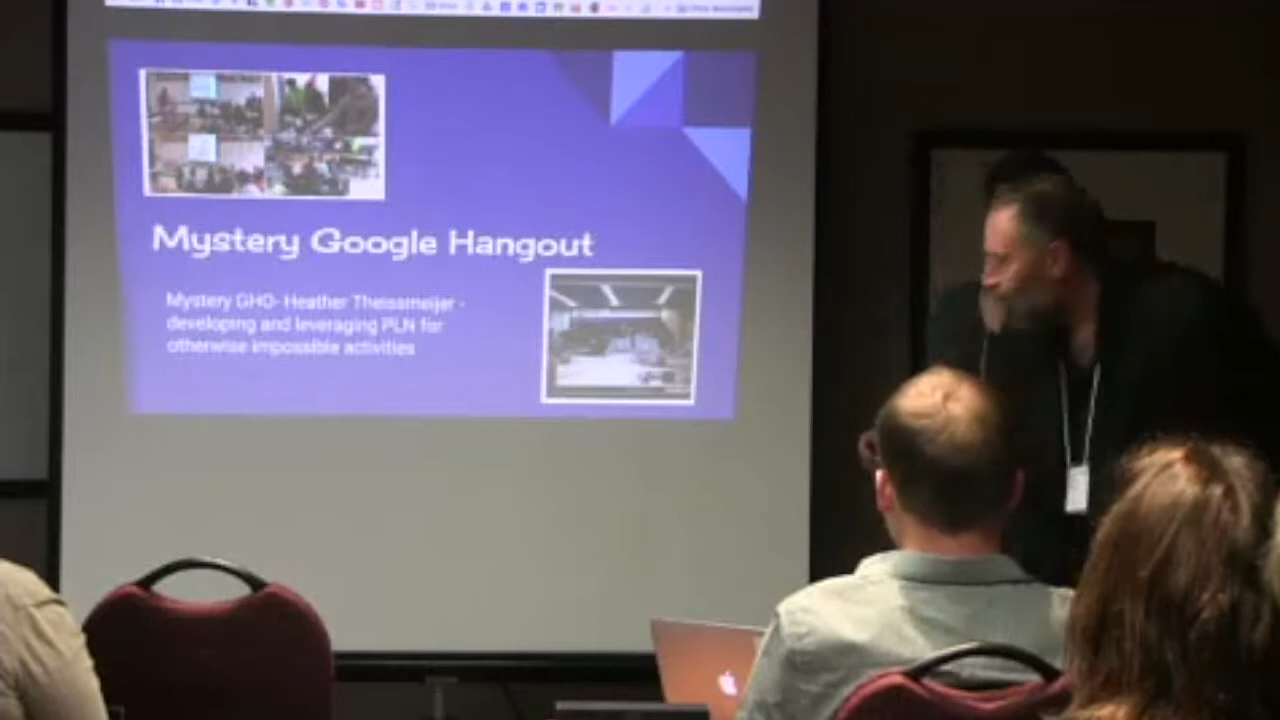 Mystery Google Hangout
Mystery GHO- Heather Theissmeijer -
developing and leveraging PLN for
otherwise impossible activities